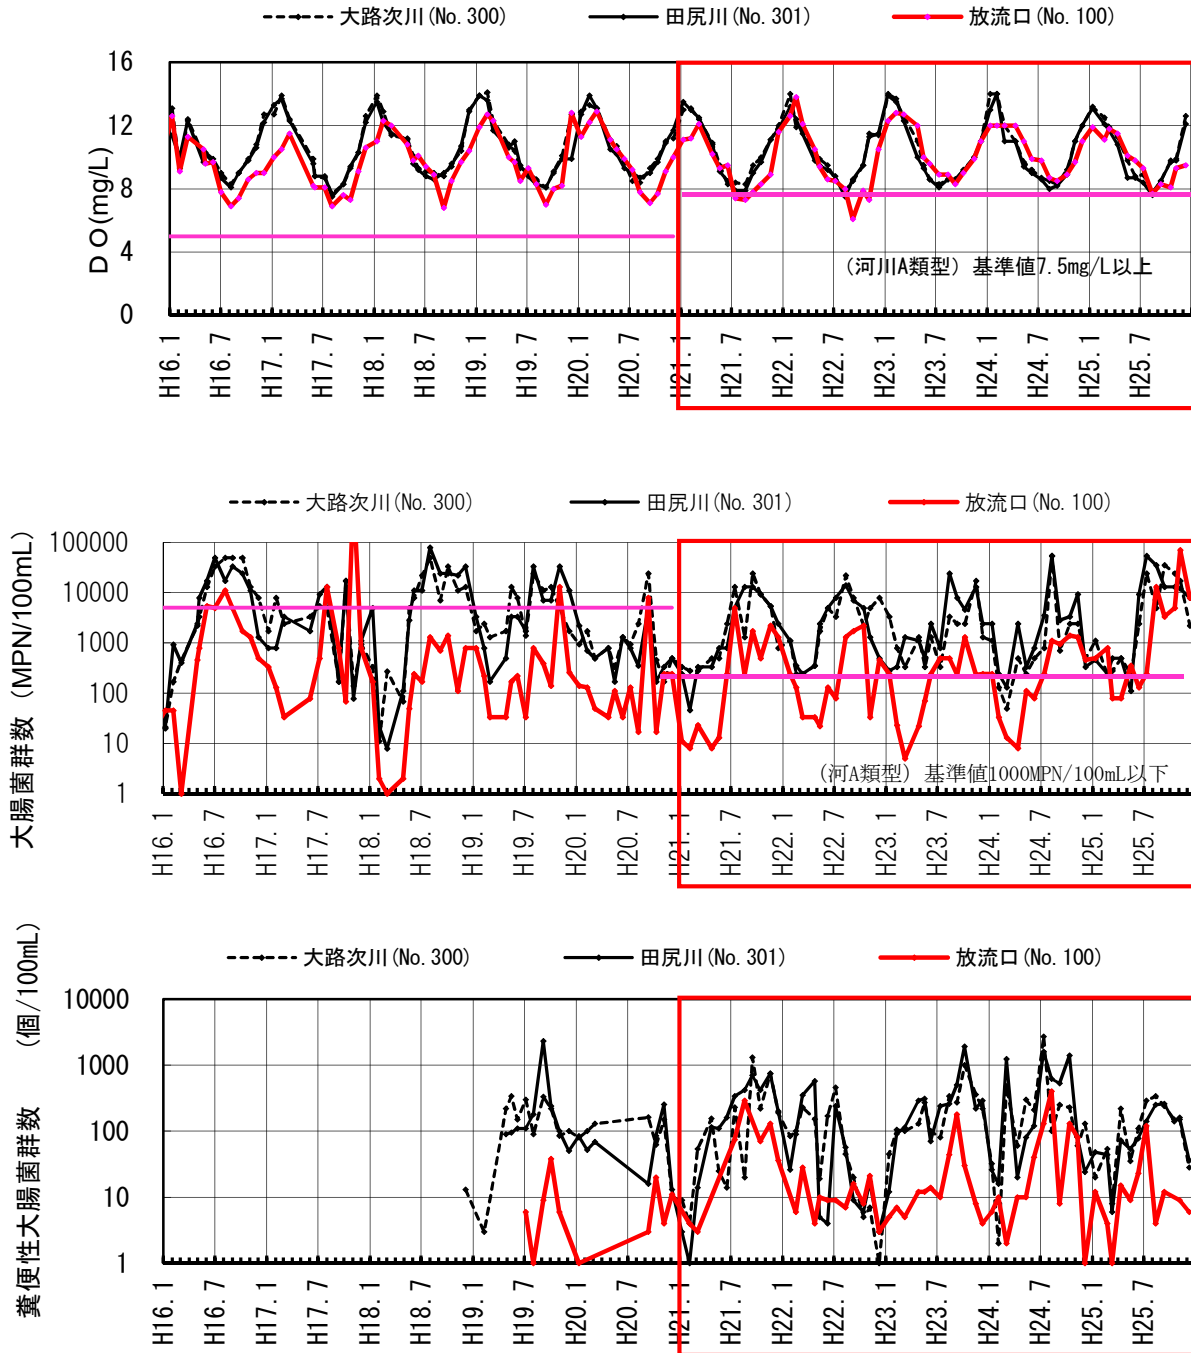 大路次川(No. 300) 田尻川(No. 301) 放流口(No. 100)
DO(mg/L)
16
12
8
4
0
(河川A類型) 基準値7.5mg/L以上
H16. 1 H16. 7 H17. 1 H17. 7 H18. 1 H18. 7 H19. 1 H19. 7 H20. 1 H20. 7 H21. 1 H21. 7 H22. 1 H22. 7 H23. 1 H23. 7 H24. 1 H24. 7 H25. 1 H25. 7
大路次川(No. 300) 田尻川(No. 301) 放流口(No. 100)
大腸菌群数 (MPN/100mL)
100000
10000
1000
100
10
1
(河A類型) 基準値1000MPN/100mL以下
H16. 1 H16. 7 H17. 1 H17. 7 H18. 1 H18. 7 H19. 1 H19. 7 H20. 1 H20. 7 H21. 1 H21. 7 H22. 1 H22. 7 H23. 1 H23. 7 H24. 1 H24. 7 H25. 1 H25. 7
大路次川(No. 300) 田尻川(No. 301) 放流口(No. 100)
糞便性大腸菌群数 (個/100mL)
10000
1000
100
10
1
H16. 1 H16. 7 H17. 1 H17. 7 H18. 1 H18. 7 H19. 1 H19. 7 H20. 1 H20. 7 H21. 1 H21. 7 H22. 1 H22. 7 H23. 1 H23. 7 H24. 1 H24. 7 H25. 1 H25. 7